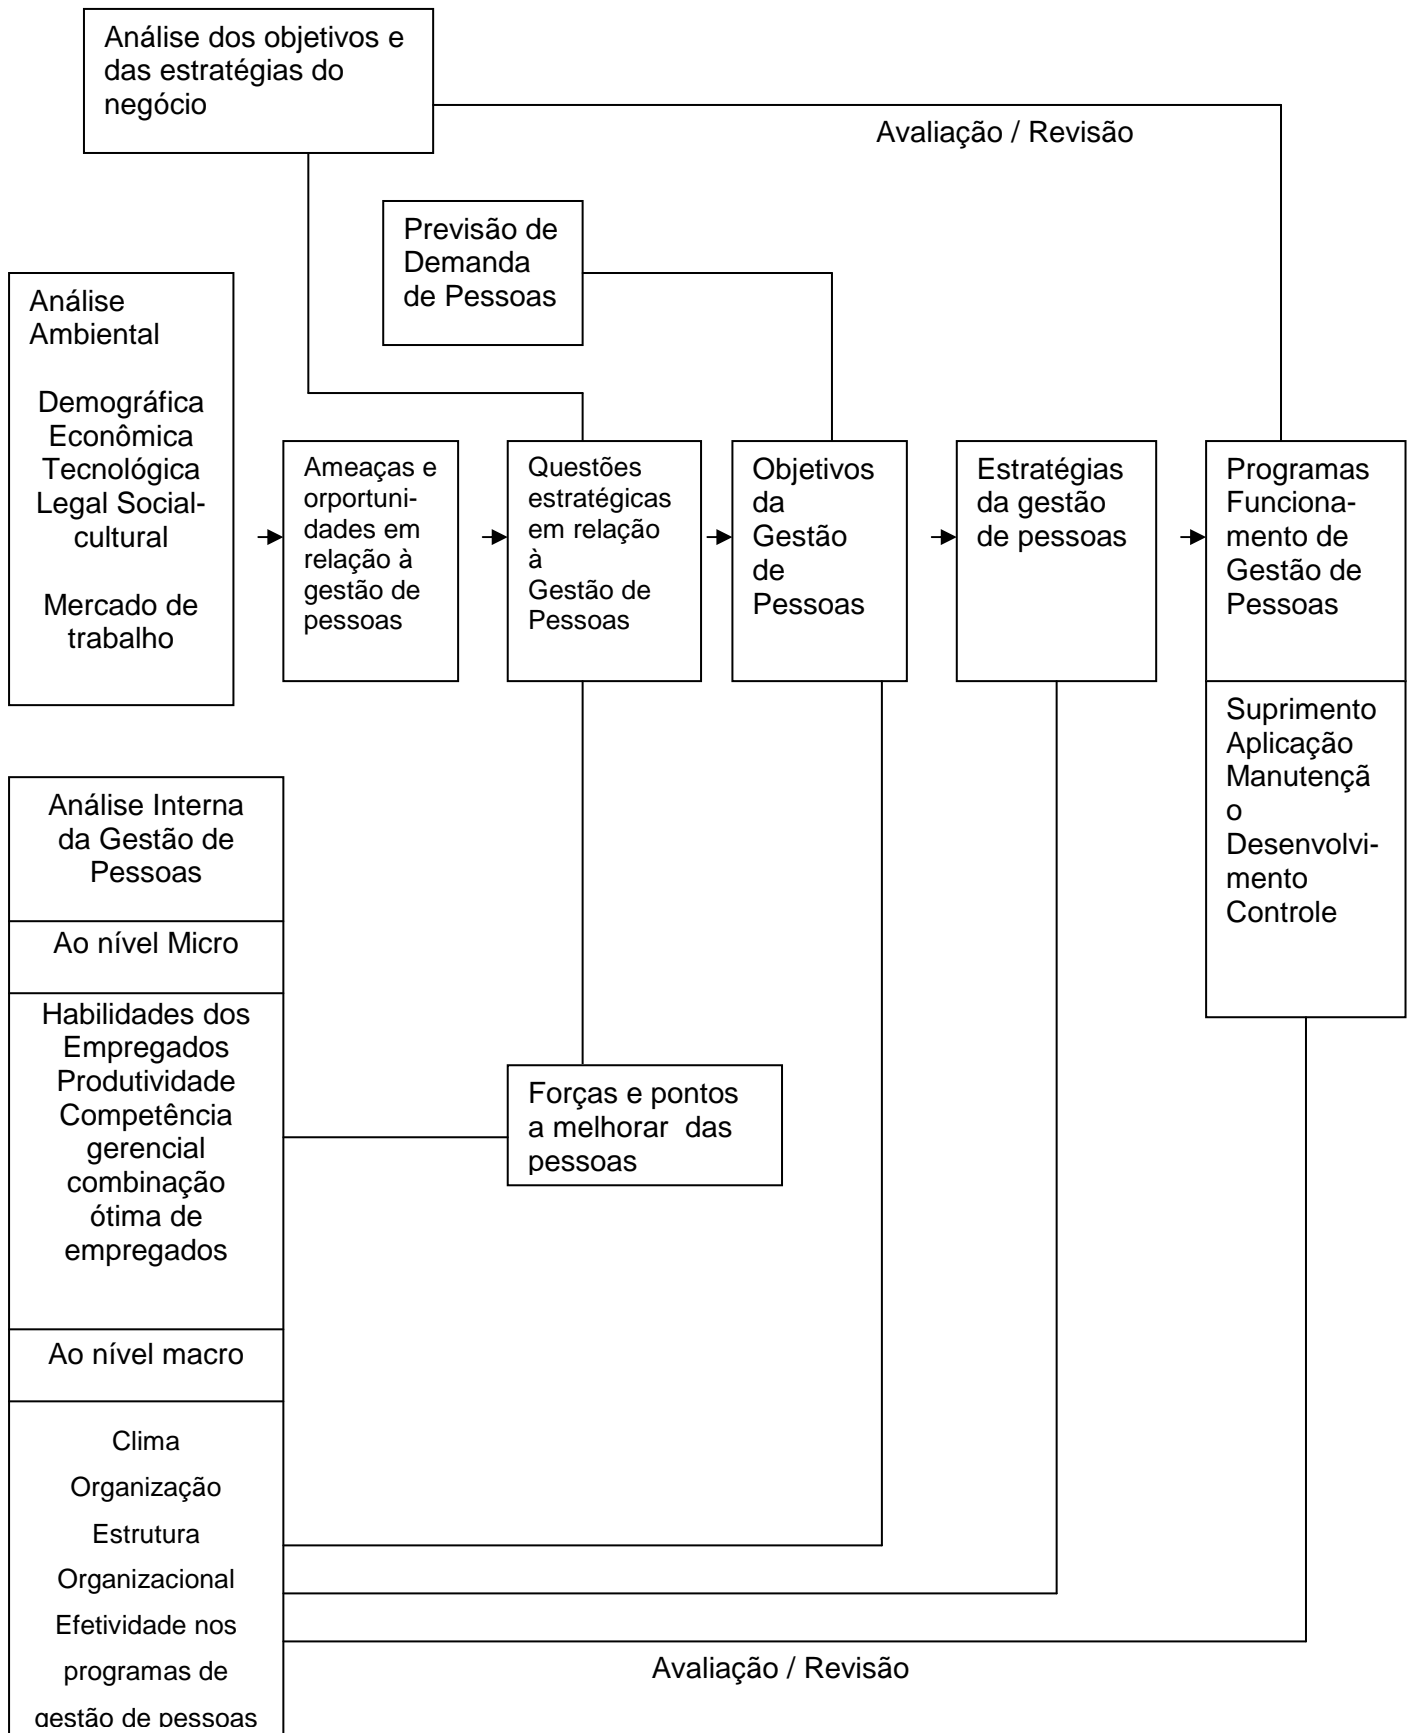 Análise dos objetivos e
das estratégias do
negócio
Avaliação / Revisão
Previsão de
Demanda
de Pessoas
Análise
Ambiental
Demográfica
Econômica
Tecnológica
Legal Social-
cultural
Mercado de
trabalho
Ameaças e
orportuni-
dades em
relação à
gestão de
pessoas
Questões
estratégicas
em relação
à
Gestão de
Pessoas
Objetivos
da
Gestão
de
Pessoas
Estratégias
da gestão
de pessoas
Programas
Funciona-
mento de
Gestão de
Pessoas
Suprimento
Aplicação
Manutençã
o
Desenvolvi-
mento
Controle
Análise Interna
da Gestão de
Pessoas
Ao nível Micro
Habilidades dos
Empregados
Produtividade
Competência
gerencial
combinação
ótima de
empregados
Forças e pontos
a melhorar  das
pessoas
Ao nível macro
Clima
Organização
Estrutura
Organizacional
Efetividade nos
programas de
gestão de pessoas
Avaliação / Revisão